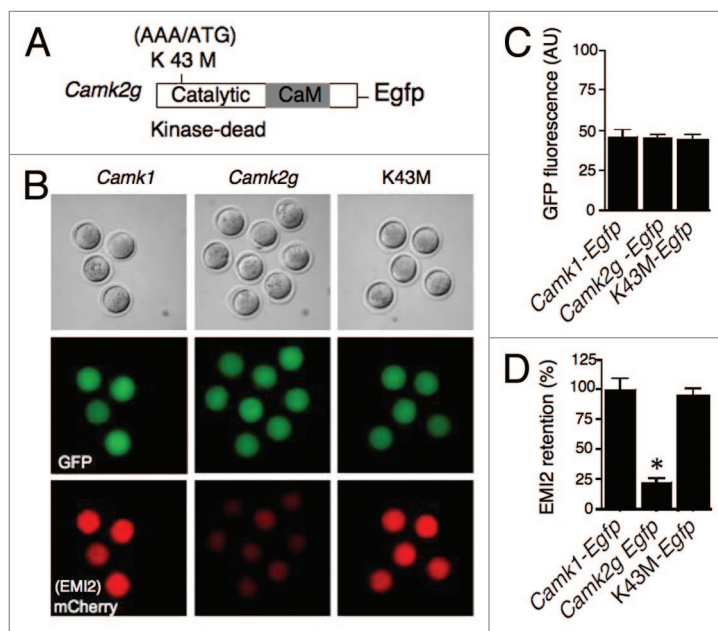 A
(AAA/ATG)
K 43 M
Camk2g
Catalytic
CaM
Egfp
Kinase-dead
B
Camk1
Camk2g
K43M
GFP
(EMI2)
mCherry
C
GFP fluorescence (AU)
100
75
50
25
0
Camk1-Egfp
Camk2g -Egfp
K43M-Egfp
D
EMI2 retention (%)
125
100
75
50
25
0
*
Camk1-Egfp
Camk2g Egfp
K43M-Egfp